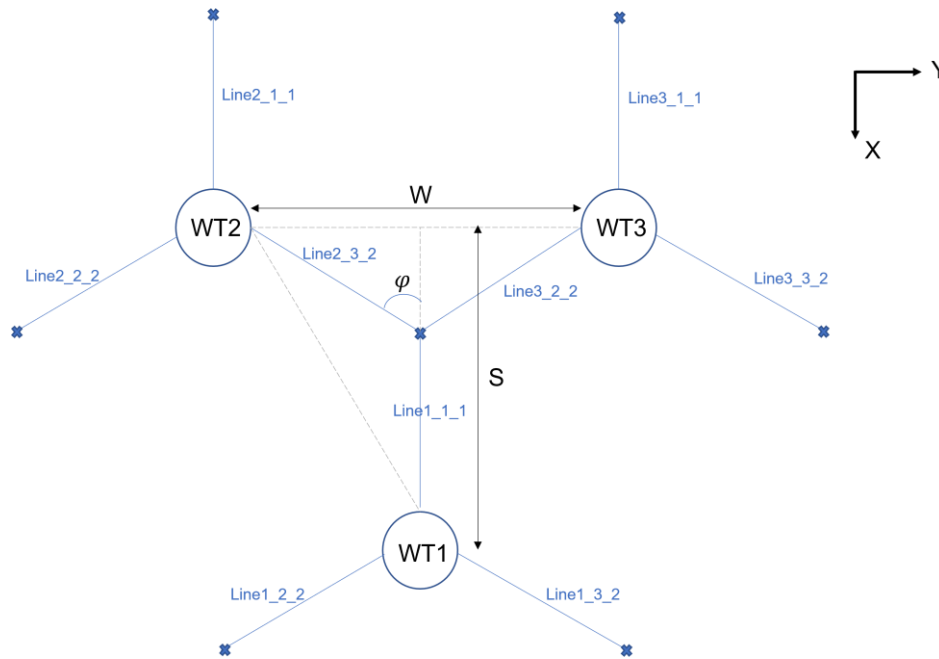 Line2_1_1
Line3_1_1
Y
X
W
WT2
WT3
Line2_3_2
Line2_2_2
φ
Line3_2_2
Line3_3_2
S
Line1_1_1
WT1
Line1_2_2
Line1_3_2